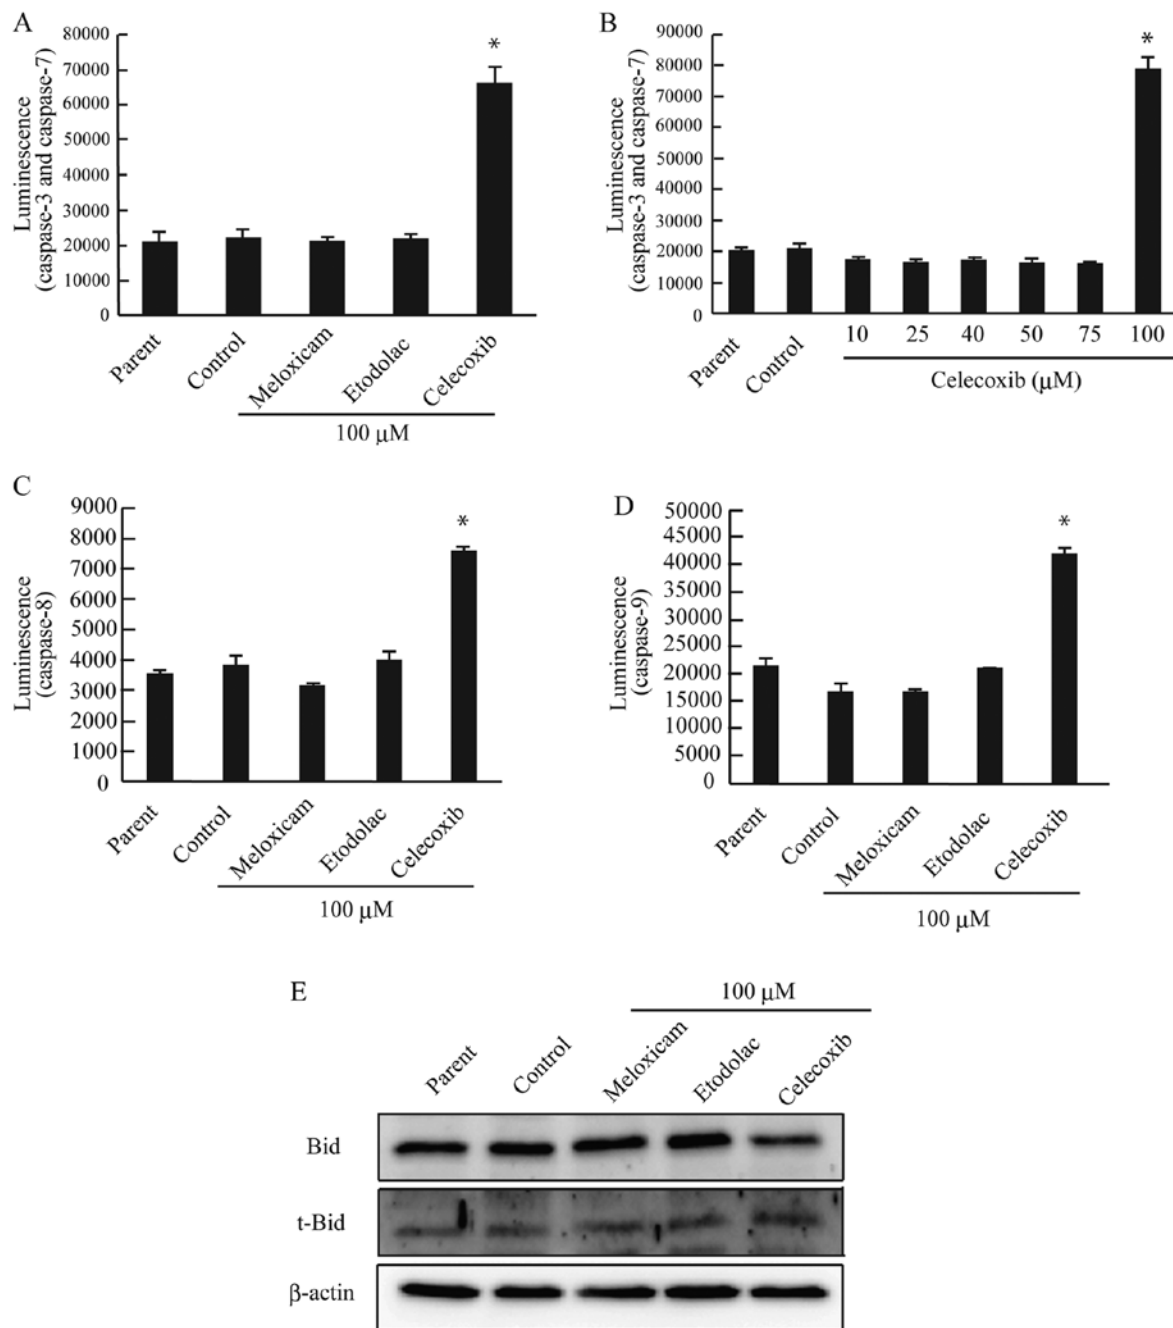 A
Luminescence
(caspase-3 and caspase-7)
80000
70000
60000
50000
40000
30000
20000
10000
0
*
Parent
Control
Meloxicam
Etodolac
Celecoxib
100 μM
B
Luminescence
(caspase-3 and caspase-7)
90000
80000
70000
60000
50000
40000
30000
20000
10000
0
*
Parent
Control
10 25 40 50 75 100
Celecoxib (μM)
C
Luminescence
(caspase-8)
9000
8000
7000
6000
5000
4000
3000
2000
1000
0
*
Parent
Control
Meloxicam
Etodolac
Celecoxib
100 μM
D
Luminescence
(caspase-9)
50000
45000
40000
35000
30000
25000
20000
15000
10000
5000
0
*
Parent
Control
Meloxicam
Etodolac
Celecoxib
100 μM
E
100 μM
Parent
Control
Meloxicam
Etodolac
Celecoxib
Bid
t-Bid
β-actin